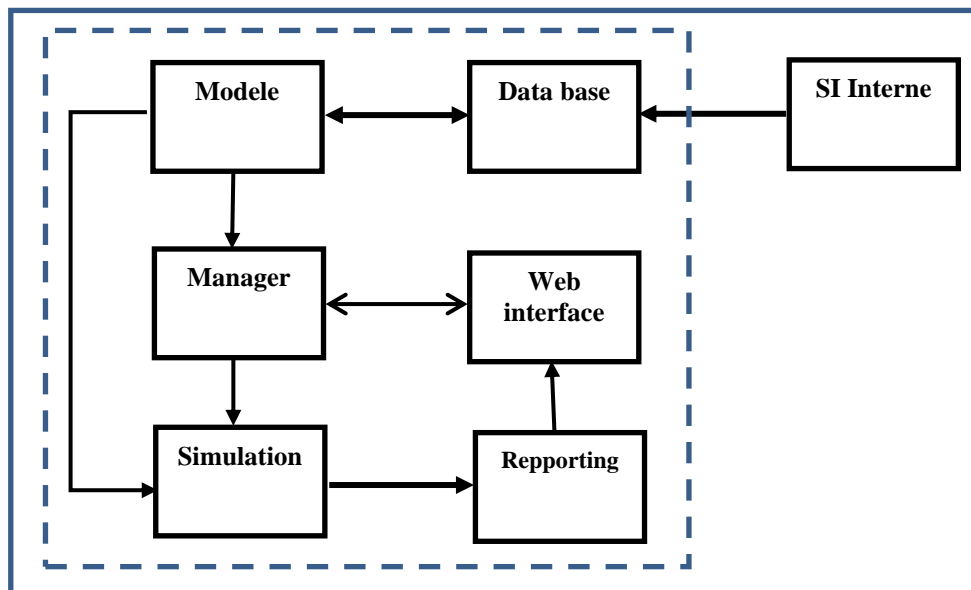 Modele
Data base
SI Interne
Manager
Web
interface
Simulation
Repporting